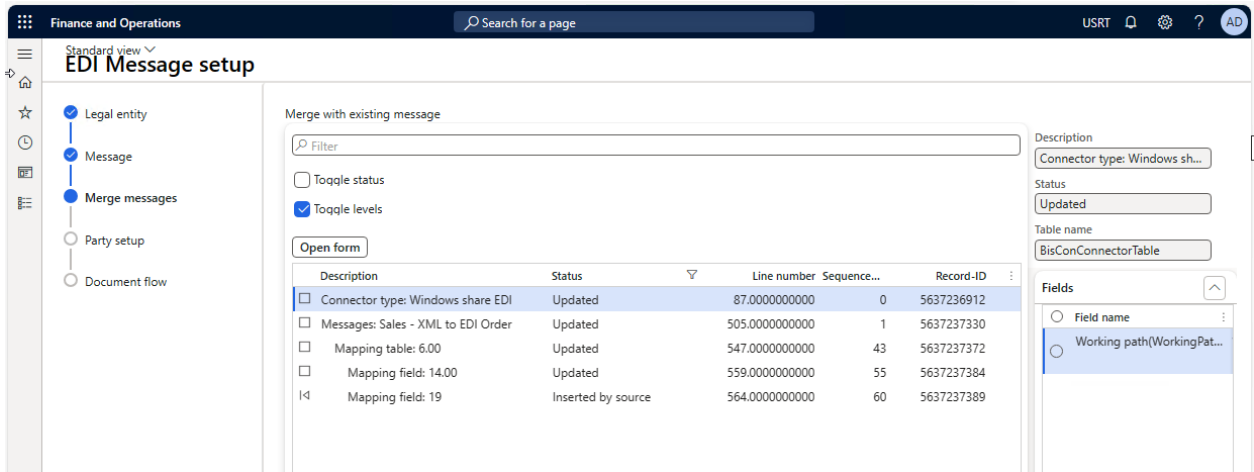 Finance and Operations
Search for a page
USRT
?
AD
Standard view
EDI Message setup
Legal entity
Message
Merge messages
Party setup
Document flow
Merge with existing message
Filter
Toggle status
Toggle levels
Open form
Description Status Line number Sequence... Record-ID
Connector type: Windows share EDI Updated 87.0000000000 0 5637236912
Messages: Sales - XML to EDI Order Updated 505.0000000000 1 5637237330
Mapping table: 6.00 Updated 547.0000000000 43 5637237372
Mapping field: 14.00 Updated 559.0000000000 55 5637237384
Mapping field: 19 Inserted by source 564.0000000000 60 5637237389
Description
Connector type: Windows sh...
Status
Updated
Table name
BisConConnectorTable
Fields
Field name
Working path(WorkingPat...